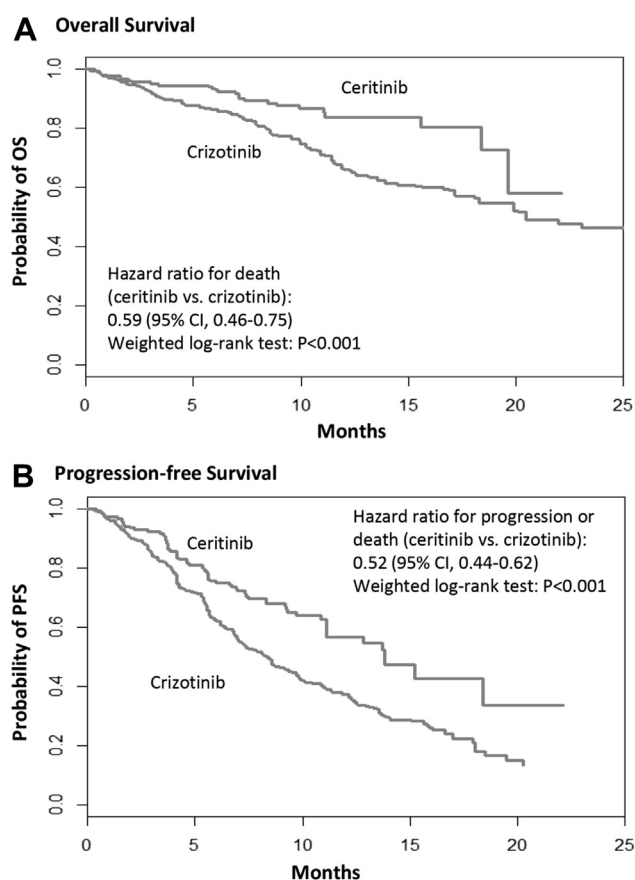 A Overall Survival
Probability of OS
1.0
0.8
0.6
0.4
0.2
0.0
Ceritinib
Crizotinib
Hazard ratio for death
(ceritinib vs. crizotinib):
0.59 (95% CI, 0.46-0.75)
Weighted log-rank test: P<0.001
0 5 10 15 20 25
Months
B Progression-free Survival
Probability of PFS
1.0
0.8
0.6
0.4
0.2
0.0
Hazard ratio for progression or
death (ceritinib vs. crizotinib):
0.52 (95% CI, 0.44-0.62)
Weighted log-rank test: P<0.001
Ceritinib
Crizotinib
0 5 10 15 20 25
Months